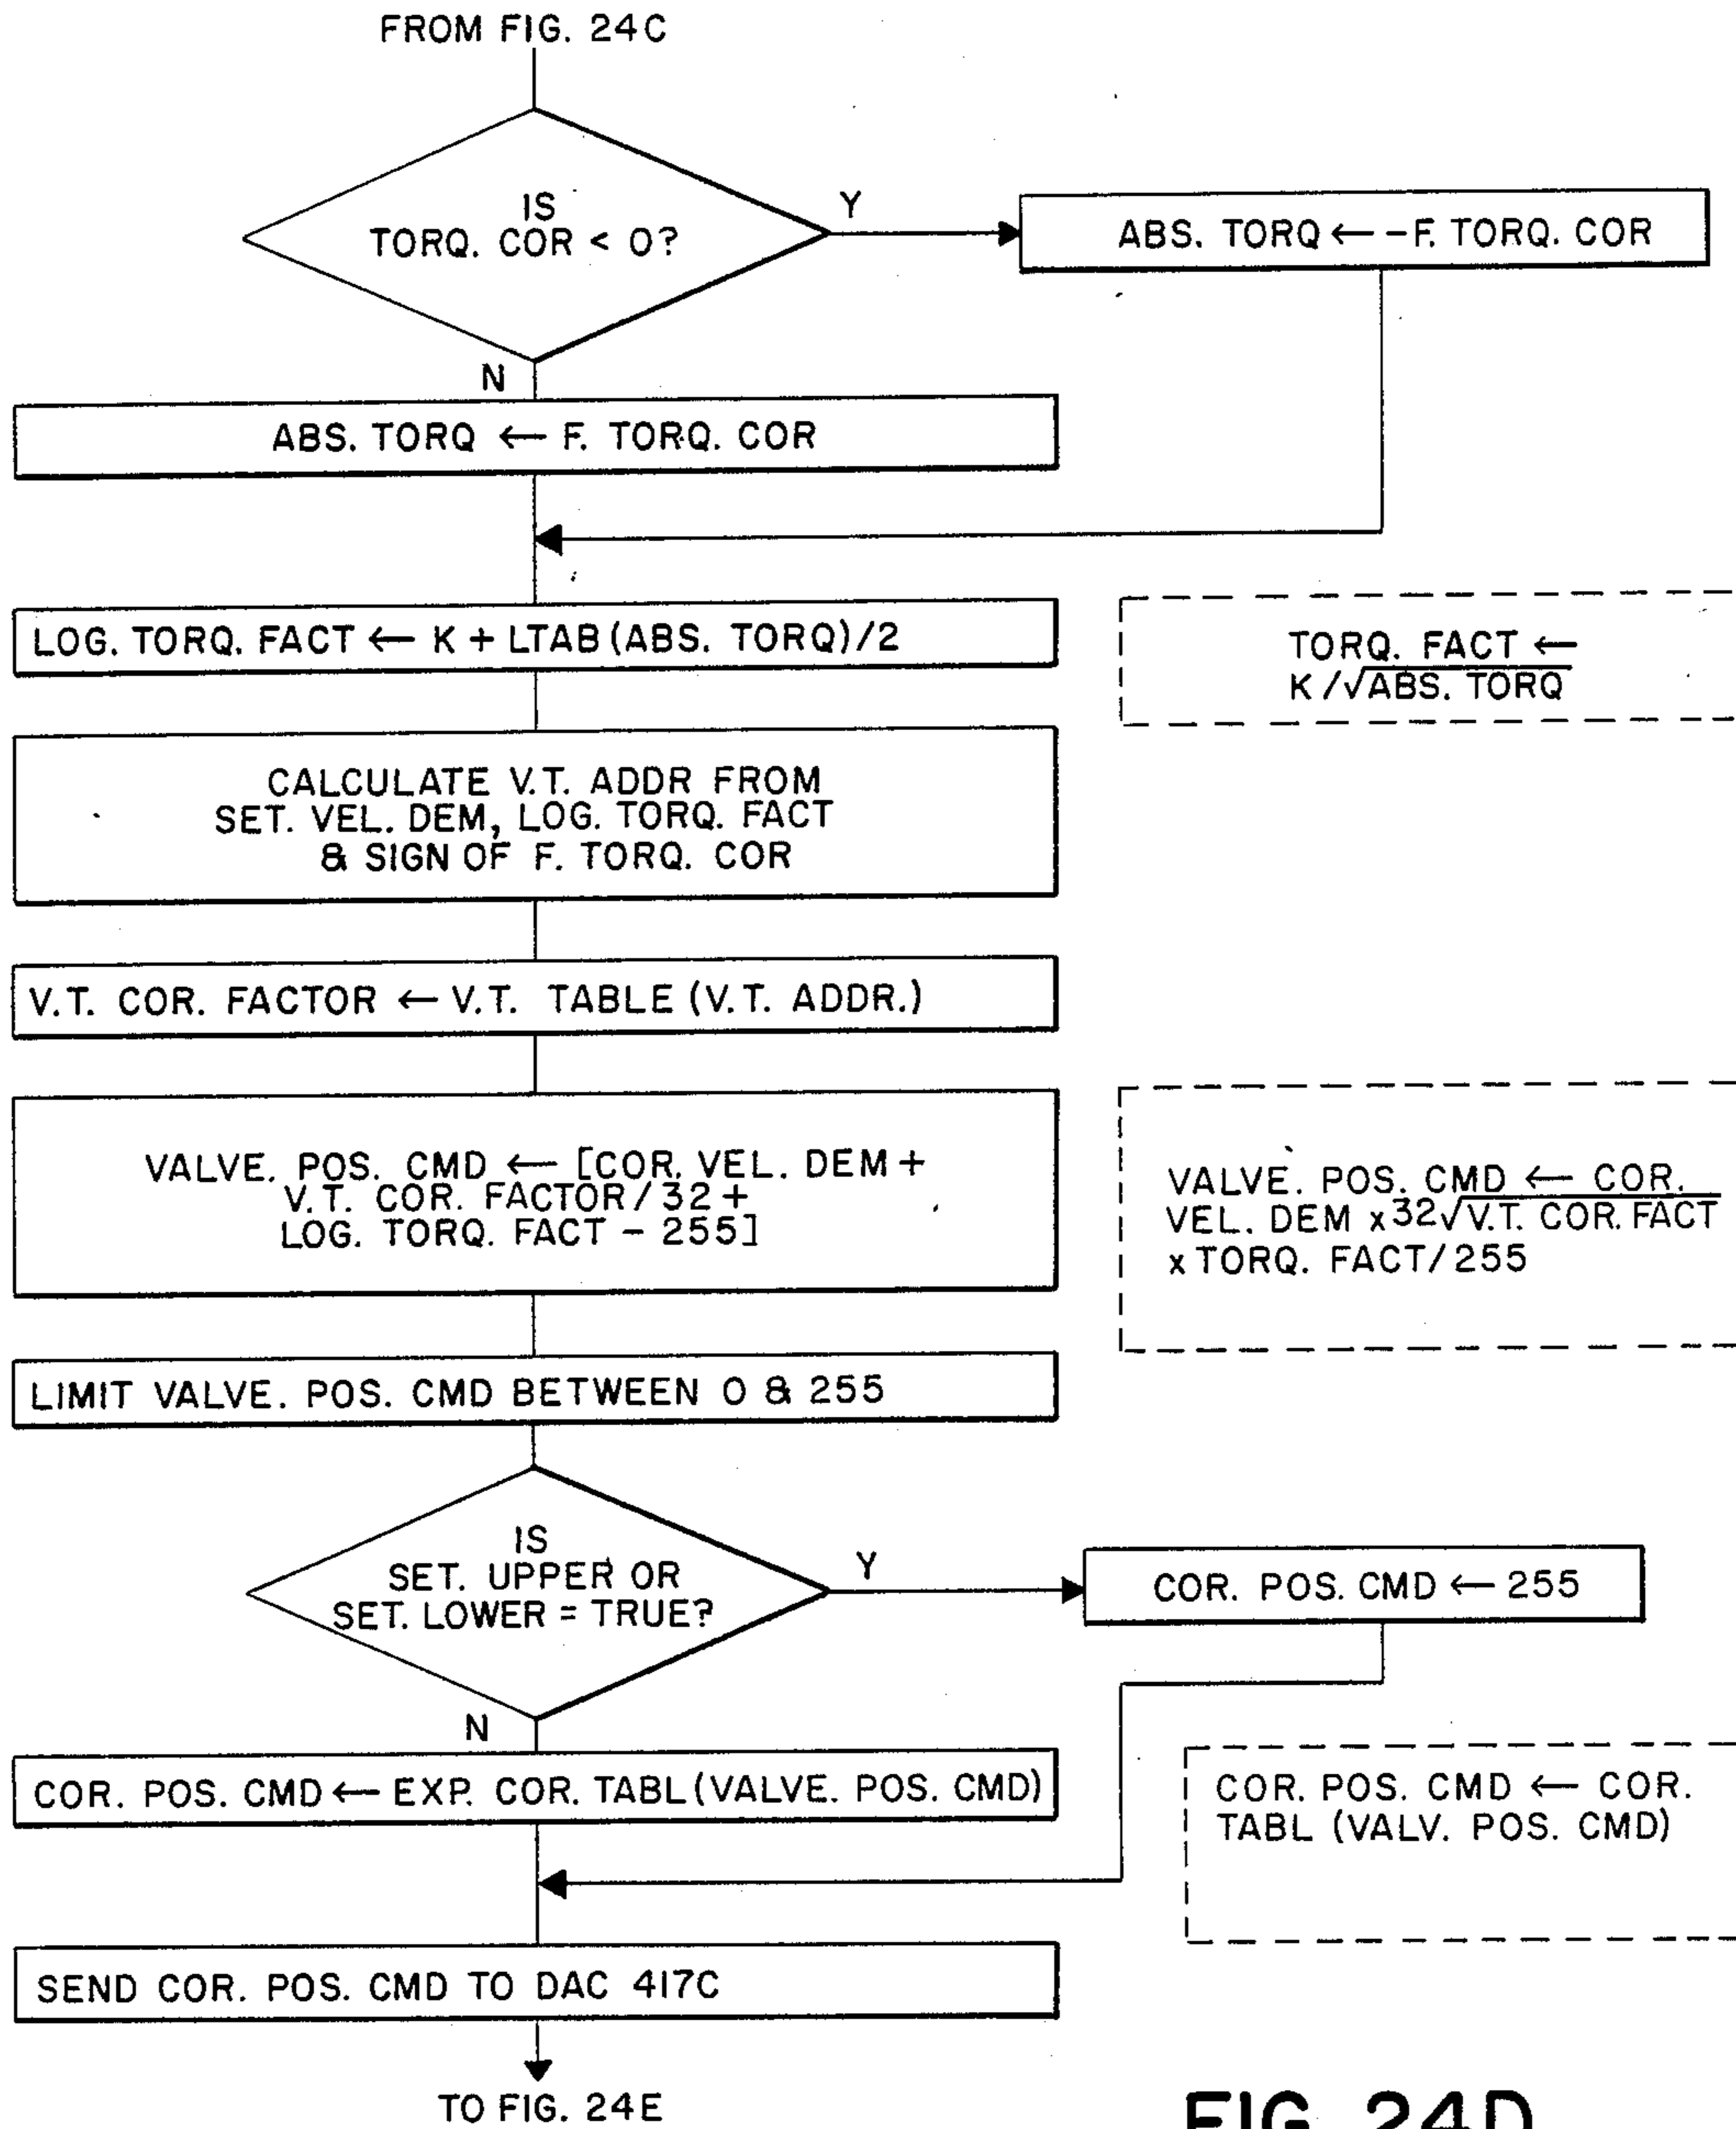 FROM FIG. 24C
IS
TORQ. COR < 0?
Y
ABS. TORQ ← -F. TORQ. COR
N
ABS. TORQ ← F. TORQ. COR
LOG. TORQ. FACT ← K + LTAB (ABS. TORQ)/2
TORQ. FACT ←
K/√ABS. TORQ
CALCULATE V.T. ADDR FROM
SET. VEL. DEM, LOG. TORQ. FACT
& SIGN OF F. TORQ. COR
V.T. COR. FACTOR ← V.T. TABLE (V.T. ADDR.)
VALVE. POS. CMD ← [COR. VEL. DEM +
V.T. COR. FACTOR/32 +
LOG. TORQ. FACT - 255]
VALVE. POS. CMD ← COR.
VEL. DEM x 32√V.T. COR. FACT
x TORQ. FACT/255
LIMIT VALVE. POS. CMD BETWEEN 0 & 255
IS
SET. UPPER OR
SET. LOWER = TRUE?
Y
COR. POS. CMD ← 255
N
COR. POS. CMD ← EXP. COR. TABL (VALVE. POS. CMD)
COR. POS. CMD ← COR.
TABL (VALV. POS. CMD)
SEND COR. POS. CMD TO DAC 417C
TO FIG. 24E
FIG. 24D